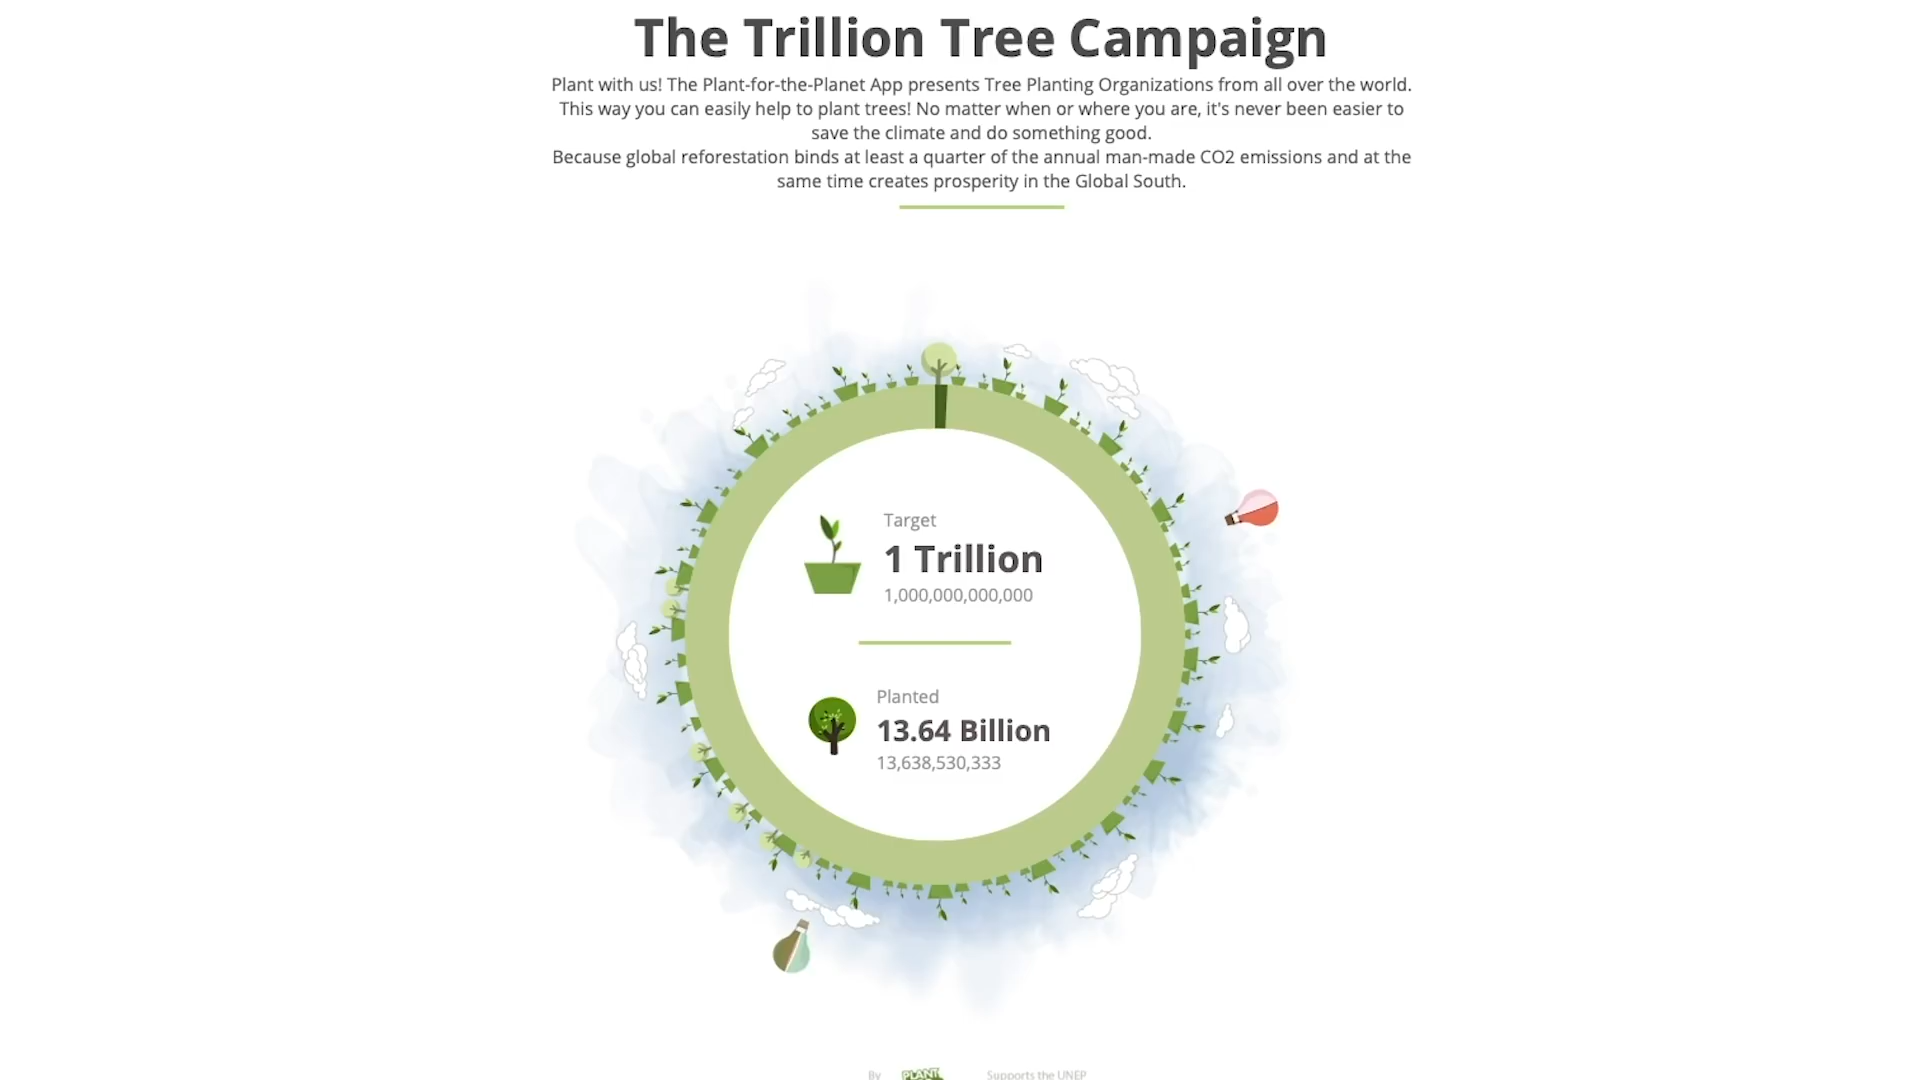 The Trillion Tree Campaign
Plant with us! The Plant-for-the-Planet App presents Tree Planting Organizations from all over the world.
This way you can easily help to plant trees! No matter when or where you are, it's never been easier to
save the climate and do something good.
Because global reforestation binds at least a quarter of the annual man-made CO2 emissions and at the
same time creates prosperity in the Global South.
Target
1 Trillion
1,000,000,000,000
Planted
13.64 Billion
13,638,530,333
By PLANT Supports the UNEP